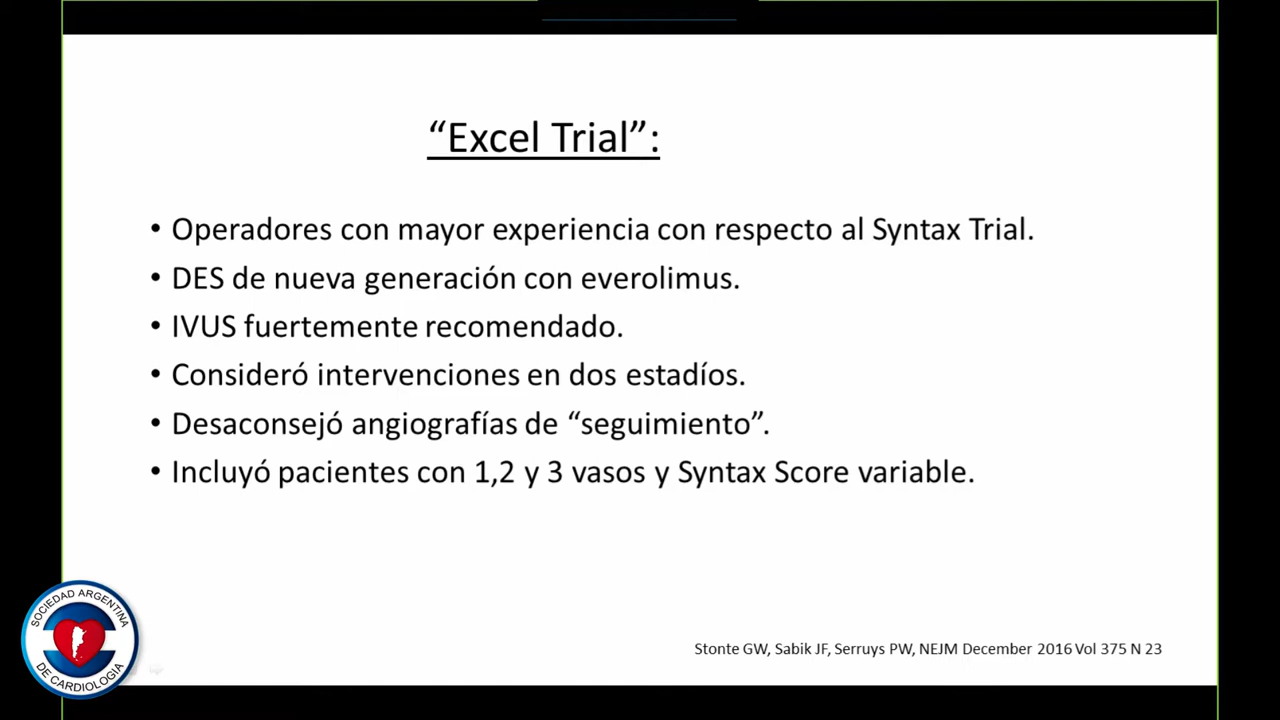 “Excel Trial”:
• Operadores con mayor experiencia con respecto al Syntax Trial.
• DES de nueva generación con everolimus.
• IVUS fuertemente recomendado.
• Consideró intervenciones en dos estadíos.
• Desaconsejó angiografías de “seguimiento”.
• Incluyó pacientes con 1,2 y 3 vasos y Syntax Score variable.
SOCIEDAD ARGENTINA
DE CARDIOLOGÍA
Stonte GW, Sabik JF, Serruys PW, NEJM December 2016 Vol 375 N 23